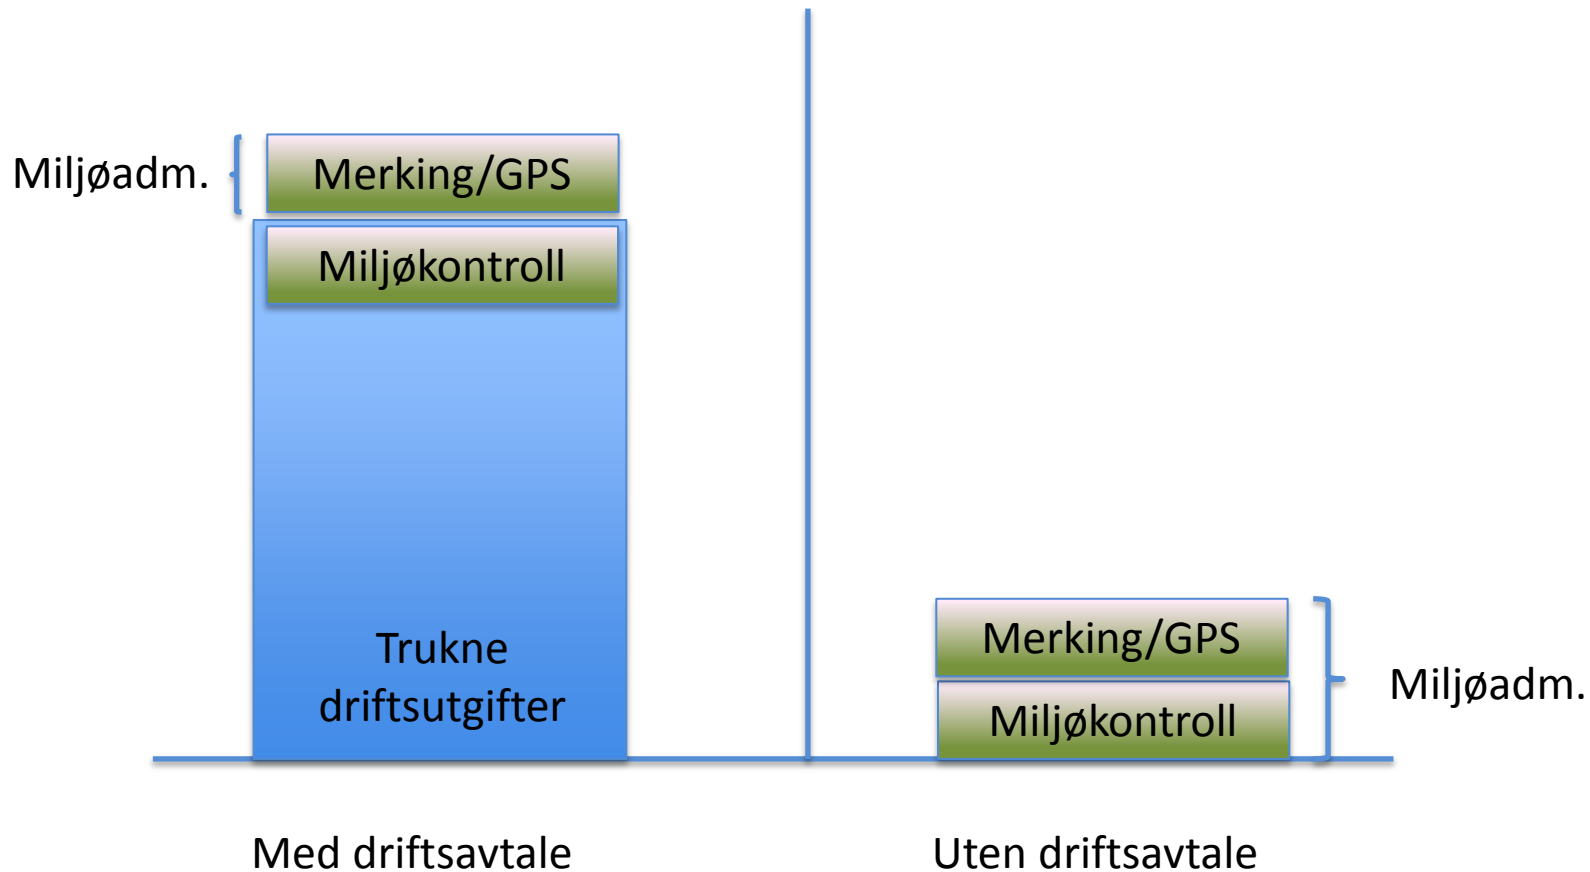 Miljøadm.
Merking/GPS
Miljøkontroll
Trukne
driftsutgifter
Med driftsavtale
Merking/GPS
Miljøkontroll
Miljøadm.
Uten driftsavtale